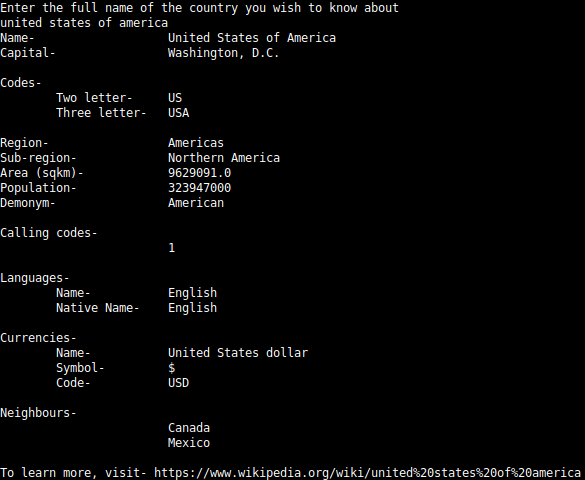 Enter the full name of the country you wish to know about
united states of america
Name- United States of America
Capital- Washington, D.C.
Codes-
Two letter- US
Three letter- USA
Region- Americas
Sub-region- Northern America
Area (sqkm)- 9629091.0
Population- 323947000
Demonym- American
Calling codes-
1
Languages-
Name- English
Native Name- English
Currencies-
Name- United States dollar
Symbol- $
Code- USD
Neighbours-
Canada
Mexico
To learn more, visit- https://www.wikipedia.org/wiki/united%20states%20of%20america